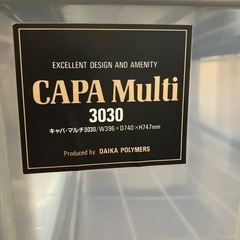 EXCELLENT DESIGN AND AMENITY
CAPA Multi
3030
キャパ・マルチ3030/W396×D740×H747mm
Produced by DAIKA POLYMERS